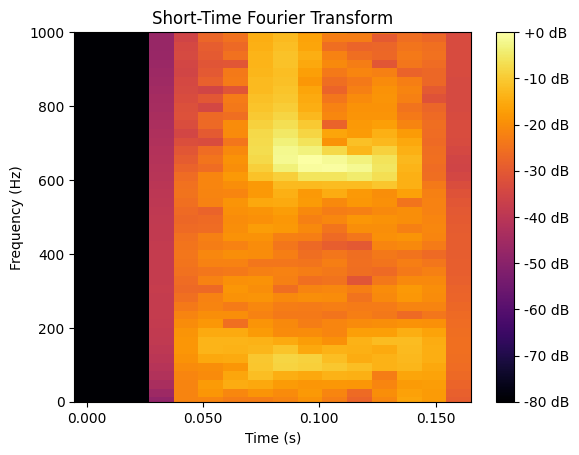 Short-Time Fourier Transform
1000
800
600
400
200
0
Frequency (Hz)
0.000
0.050
0.100
0.150
Time (s)
+0 dB
-10 dB
-20 dB
-30 dB
-40 dB
-50 dB
-60 dB
-70 dB
-80 dB